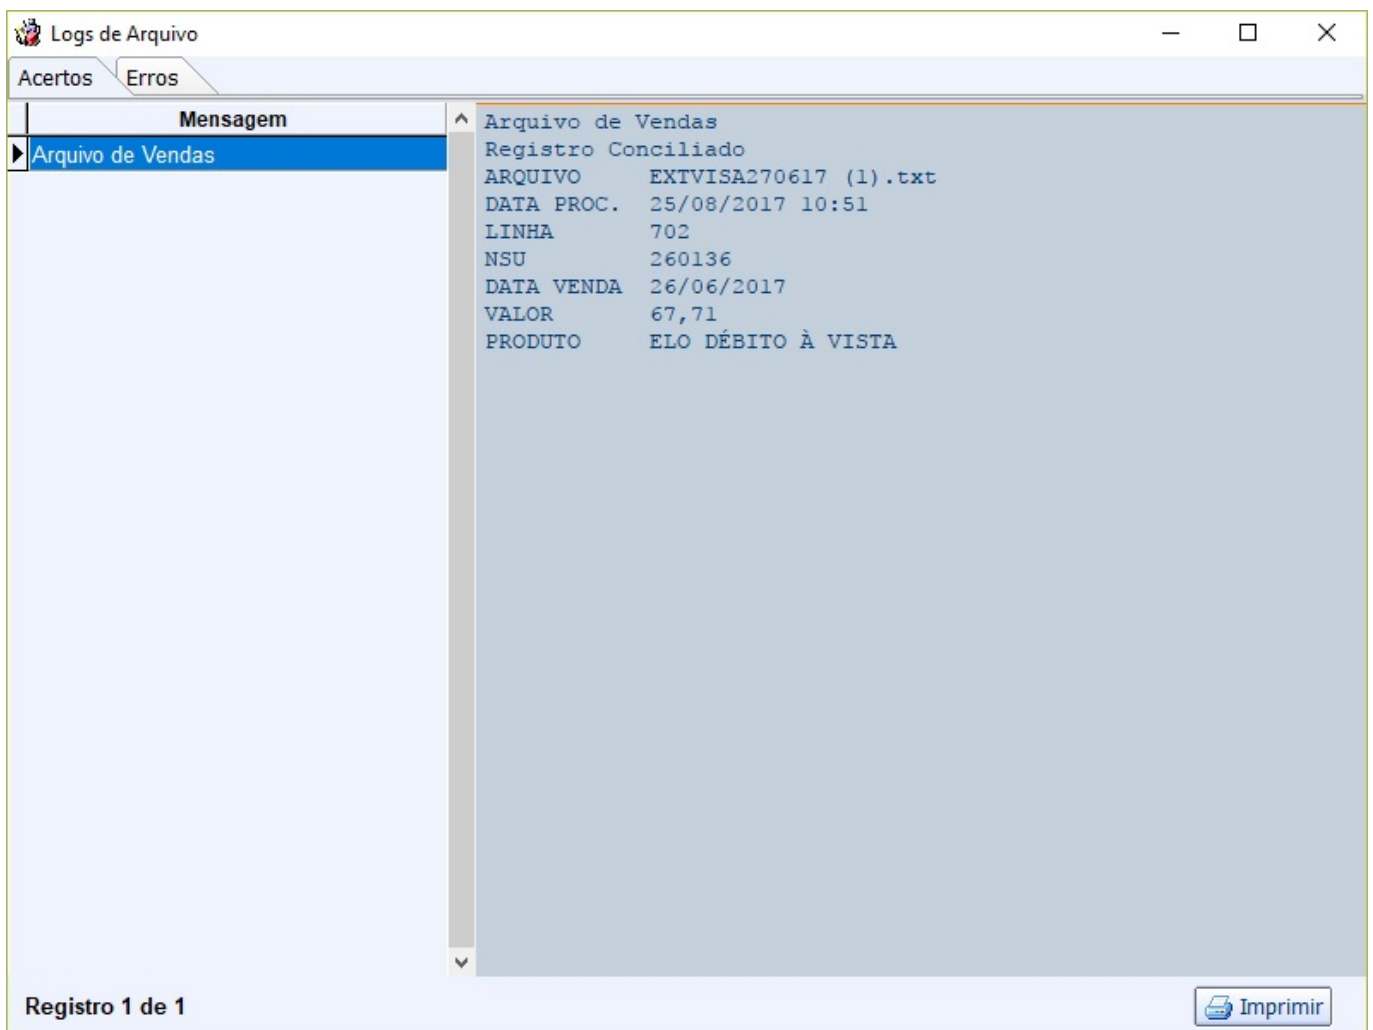 Logs de Arquivo
Acertos Erros
Mensagem
Arquivo de Vendas
Arquivo de Vendas
Registro Conciliado
ARQUIVO EXTVISA270617 (1).txt
DATA PROC. 25/08/2017 10:51
LINHA 702
NSU 260136
DATA VENDA 26/06/2017
VALOR 67,71
PRODUTO ELO DÉBITO À VISTA
Registro 1 de 1
Imprimir